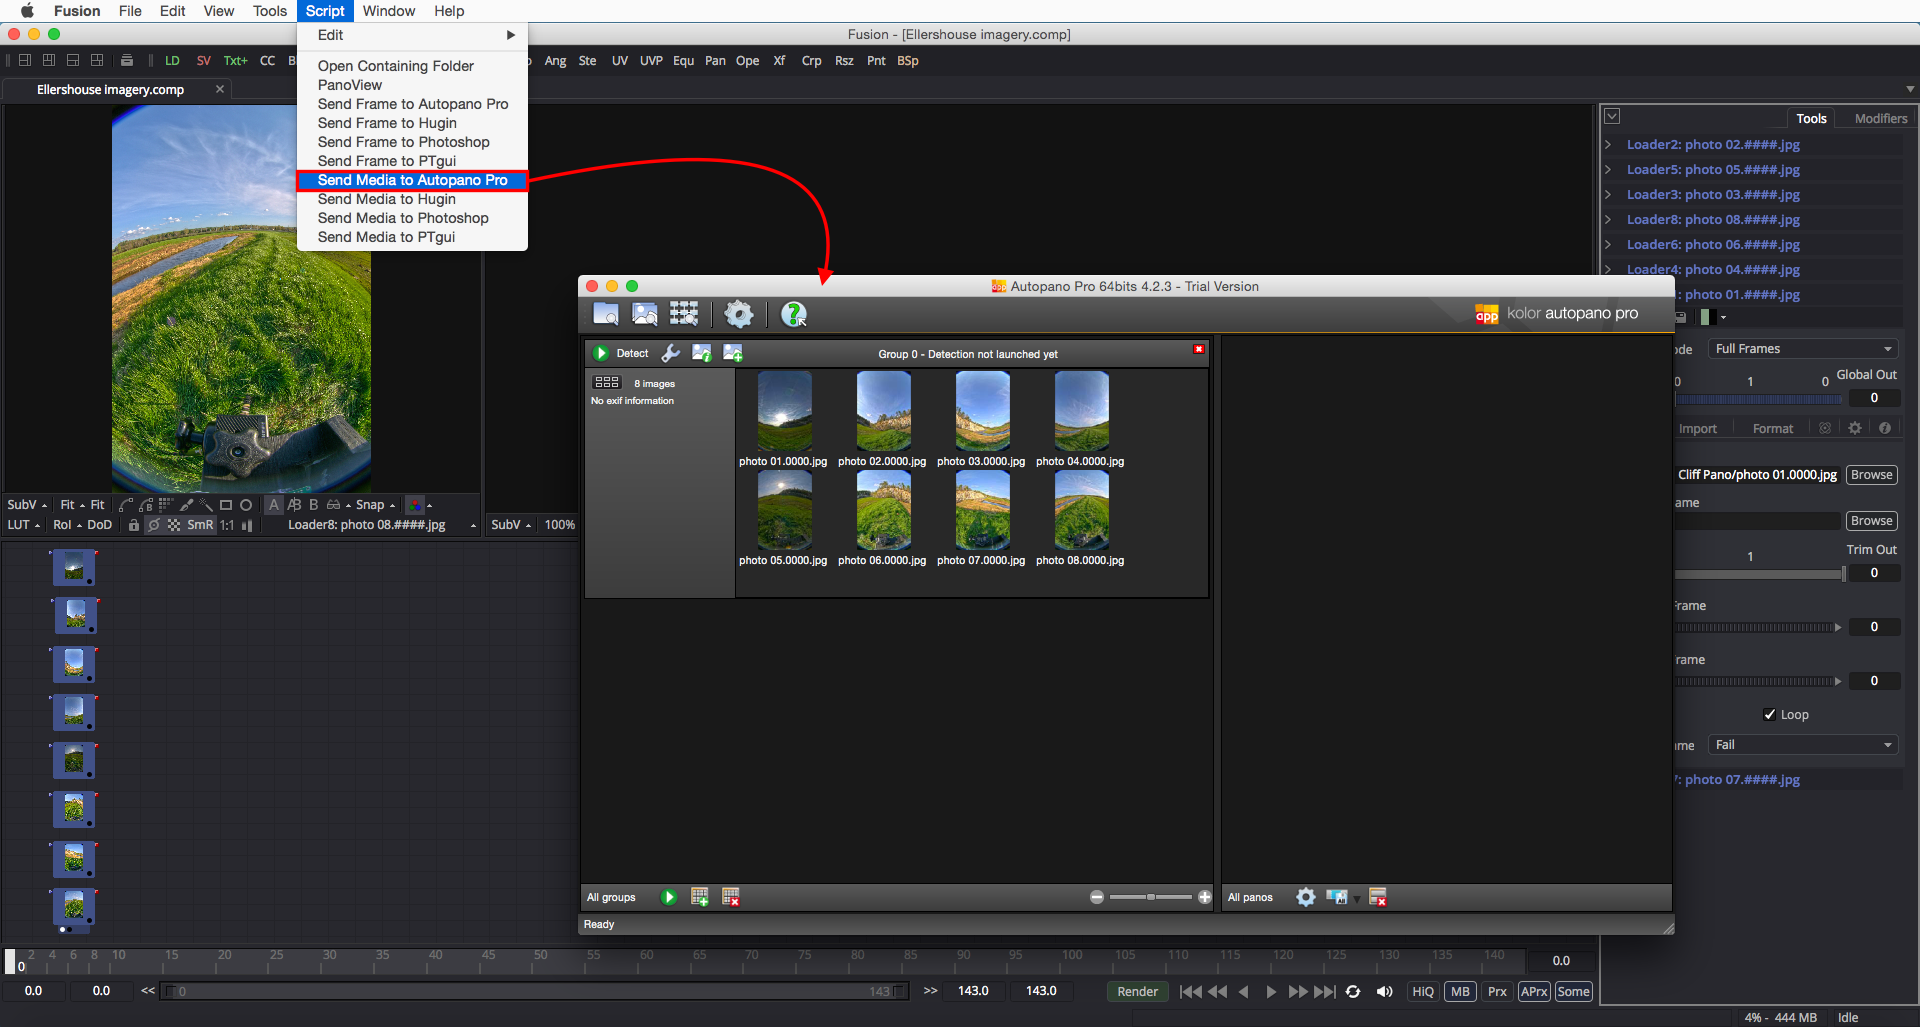 Fusion File Edit View Tools Script Window Help
Fusion - [Ellershouse imagery.comp]
Edit
Open Containing Folder
PanoView
Send Frame to Autopano Pro
Send Frame to Hugin
Send Frame to Photoshop
Send Frame to PTgui
Send Media to Autopano Pro
Send Media to Hugin
Send Media to Photoshop
Send Media to PTgui
LD SV Txt+ CC Ang Ste UV UVP Equ Pan Ope Xf Crp Rsz Pnt BSp
Ellershouse imagery.comp
Tools Modifiers
Loader2: photo 02.####.jpg
Loader5: photo 05.####.jpg
Loader3: photo 03.####.jpg
Loader8: photo 08.####.jpg
Loader6: photo 06.####.jpg
Loader4: photo 04.####.jpg
: photo 01.####.jpg
Full Frames
Global Out
0 1 0
0
Import Format
Cliff Pano/photo 01.0000.jpg Browse
ame
Browse
1 Trim Out
0
Frame
0
rame
0
Loop
me Fail
7: photo 07.####.jpg
Autopano Pro 64bits 4.2.3 - Trial Version
app kolor autopano pro
Detect Group 0 - Detection not launched yet
8 images
No exif information
photo 01.0000.jpg photo 02.0000.jpg photo 03.0000.jpg photo 04.0000.jpg
photo 05.0000.jpg photo 06.0000.jpg photo 07.0000.jpg photo 08.0000.jpg
All groups
All panos
Ready
SubV Fit Fit A B Snap
LUT RoI DoD SmR 1:1 Loader8: photo 08.####.jpg
SubV 100%
0 2 4 6 8 10 15 20 25 30 35 40 45 50 55 60 65 70 75 80 85 90 95 100 105 110 115 120 125 130 135 140 0.0
0.0 0.0 << 0 143 >> 143.0 143.0 Render HiQ MB Prx APrx Some
4% - 444 MB Idle